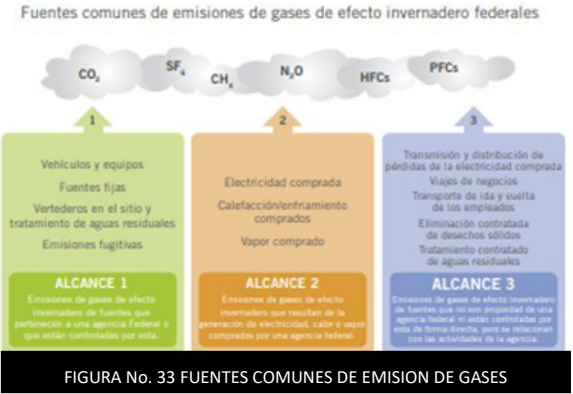 Fuentes comunes de emisiones de gases de efecto invernadero federales
CO₂ SF₆ CH₄ N₂O HFCs PFCs
1
Vehículos y equipos
Fuentes fijas
Vertederos en el sitio y
tratamiento de aguas residuales
Emisiones fugitivas
ALCANCE 1
Emisiones de gases de efecto
invernadero de fuentes que
pertenecen a una agencia Federal o
que están controladas por esta.
2
Electricidad comprada
Calefacción/enfriamiento
comprados
Vapor comprado
ALCANCE 2
Emisiones de gases de efecto
invernadero que resultan de la
generación de electricidad, calor o vapor
comprados por una agencia federal.
3
Transmisión y distribución de
pérdidas de la electricidad comprada
Viajes de negocios
Transporte de ida y vuelta
de los empleados
Eliminación contratada
de desechos sólidos
Tratamiento contratado
de aguas residuales
ALCANCE 3
Emisiones de gases de efecto invernadero
de fuentes que no son propiedad de una
agencia federal ni están controladas por
esta de forma directa, pero se relacionan
con las actividades de la agencia.
FIGURA No. 33 FUENTES COMUNES DE EMISION DE GASES